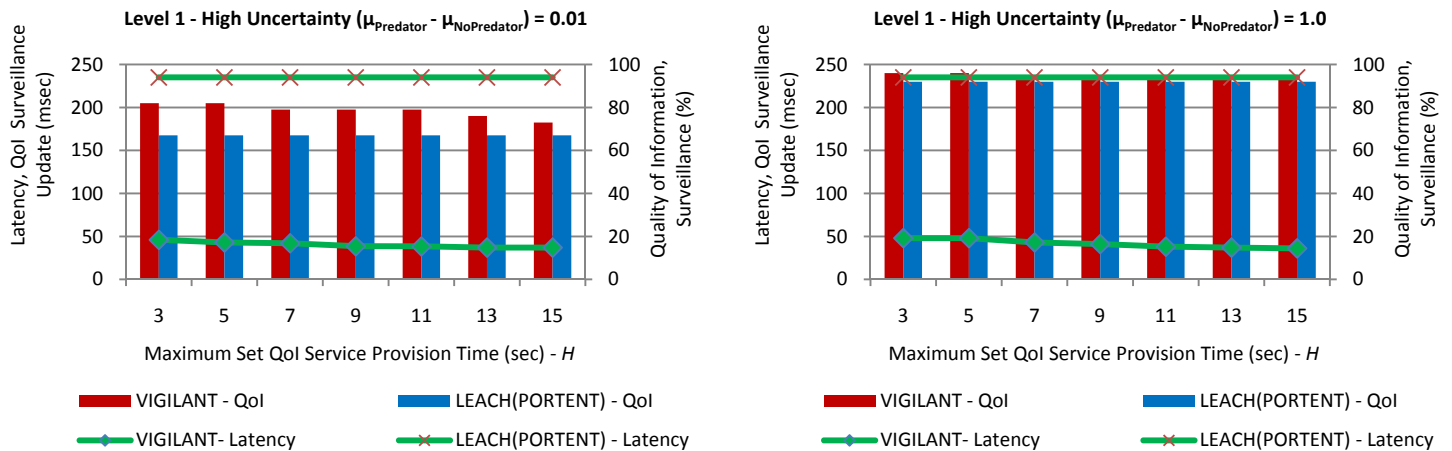 Level 1 - High Uncertainty (μPredator - μNoPredator) = 0.01
Latency, QoI Surveillance
Update (msec)
250
200
150
100
50
0
100
80
60
40
20
0
Quality of Information,
Surveillance (%)
3 5 7 9 11 13 15
Maximum Set QoI Service Provision Time (sec) - H
VIGILANT - QoI
LEACH(PORTENT) - QoI
VIGILANT- Latency
LEACH(PORTENT) - Latency
Level 1 - High Uncertainty (μPredator - μNoPredator) = 1.0
Latency, QoI Surveillance
Update (msec)
250
200
150
100
50
0
100
80
60
40
20
0
Quality of Information,
Surveillance (%)
3 5 7 9 11 13 15
Maximum Set QoI Service Provision Time (sec) - H
VIGILANT - QoI
LEACH(PORTENT) - QoI
VIGILANT- Latency
LEACH(PORTENT) - Latency